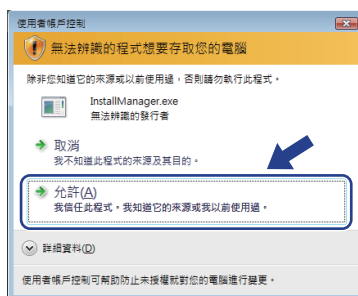 使用者帳戶控制
無法辨識的程式想要存取您的電腦
除非您知道它的來源或以前使用過，否則請勿執行此程式。
InstallManager.exe
無法辨識的發行者
取消
我不知道此程式的來源及其目的。
允許(A)
我信任此程式。我知道它的來源或我以前使用過。
詳細資料(D)
使用者帳戶控制可幫助防止未授權就對您的電腦進行變更。